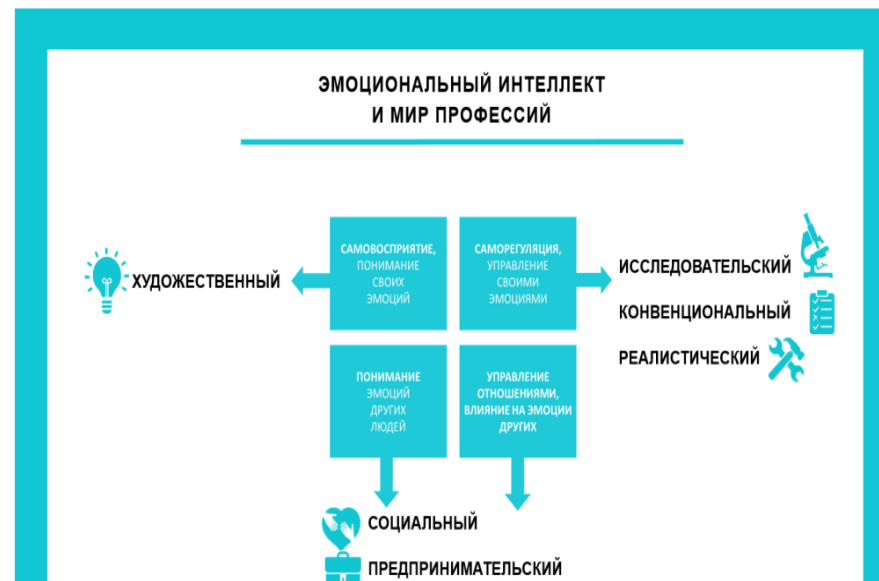 ЭМОЦИОНАЛЬНЫЙ ИНТЕЛЛЕКТ
И МИР ПРОФЕССИЙ
ХУДОЖЕСТВЕННЫЙ
САМОВОСПРИЯТИЕ,
ПОНИМАНИЕ
СВОИХ
ЭМОЦИЙ
САМОРЕГУЛЯЦИЯ,
УПРАВЛЕНИЕ
СВОИМИ
ЭМОЦИЯМИ
ИССЛЕДОВАТЕЛЬСКИЙ
КОНВЕНЦИОНАЛЬНЫЙ
РЕАЛИСТИЧЕСКИЙ
ПОНИМАНИЕ
ЭМОЦИЙ
ДРУГИХ
ЛЮДЕЙ
УПРАВЛЕНИЕ
ОТНОШЕНИЯМИ,
ВЛИЯНИЕ НА ЭМОЦИИ
ДРУГИХ
СОЦИАЛЬНЫЙ
ПРЕДПРИНИМАТЕЛЬСКИЙ